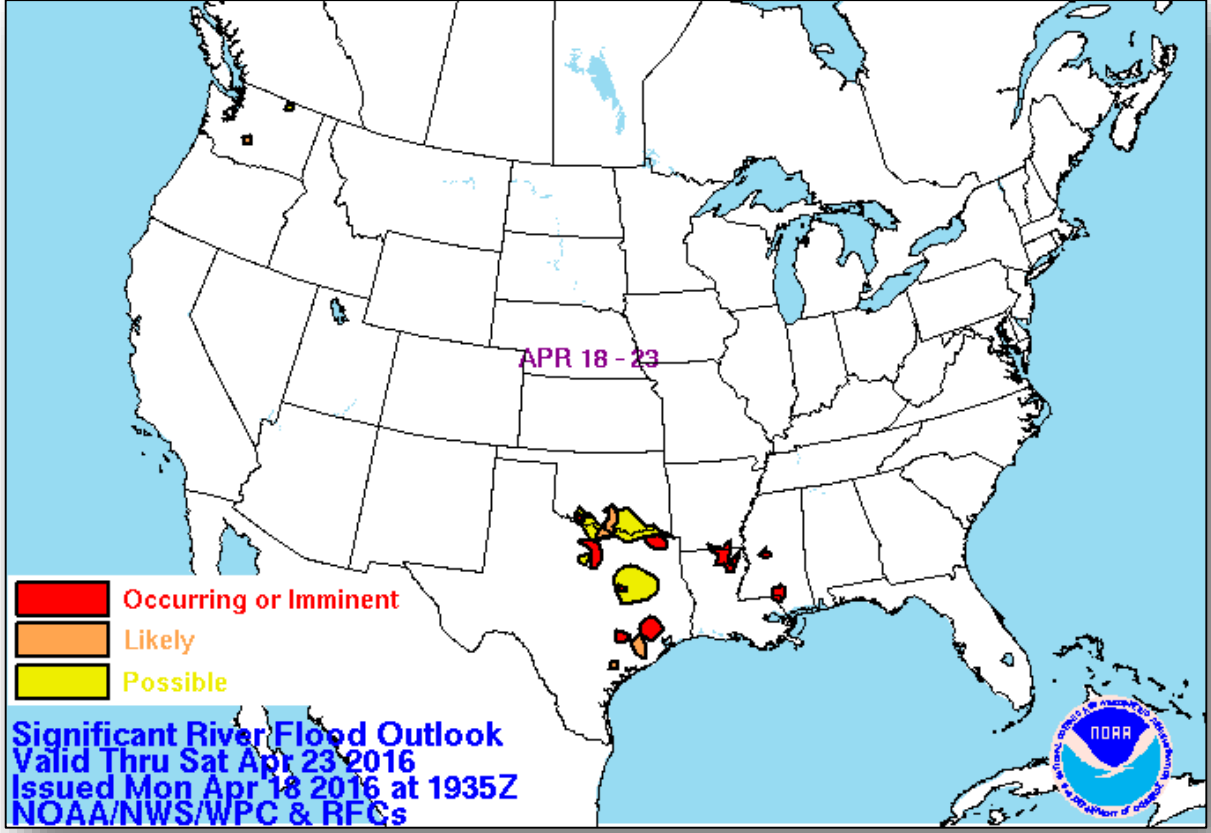 APR 18 - 23
Occurring or Imminent
Likely
Possible
Significant River Flood Outlook
Valid Thru Sat Apr 23 2016
Issued Mon Apr 18 2016 at 1935Z
NOAA/NWS/WPC & RFCs
NOAA